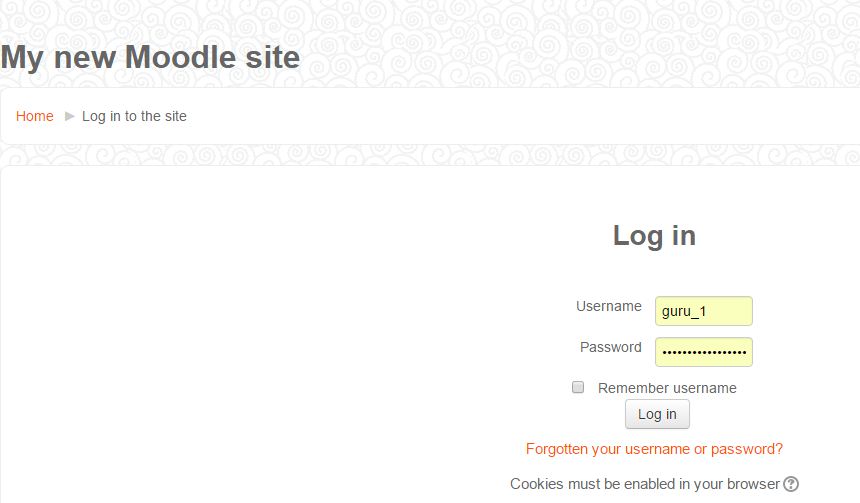 My new Moodle site
Home ► Log in to the site
Log in
Username guru_1
Password •••••••••••••••••
Remember username
Log in
Forgotten your username or password?
Cookies must be enabled in your browser ?